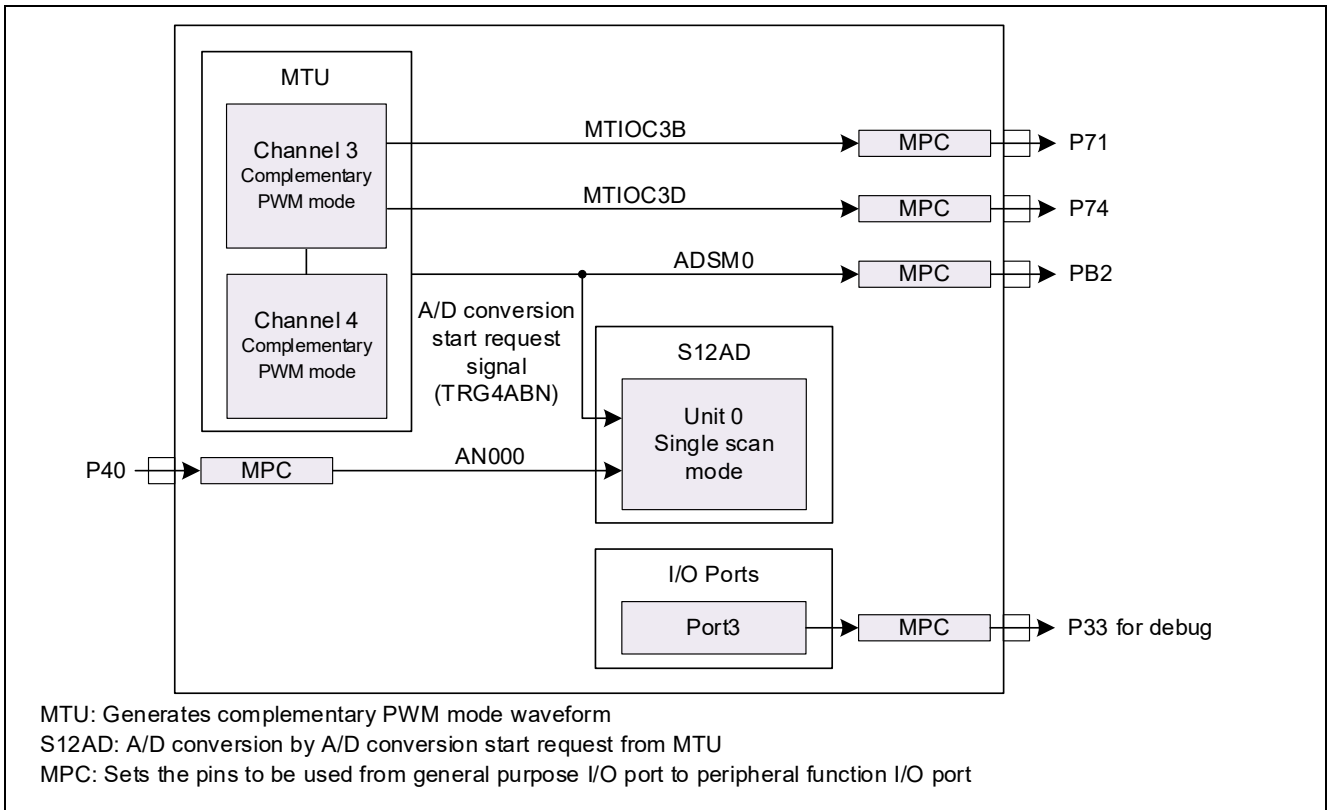 MTU
Channel 3
Complementary
PWM mode
Channel 4
Complementary
PWM mode
MTIOC3B
MPC
P71
MTIOC3D
MPC
P74
ADSM0
MPC
PB2
A/D conversion
start request
signal
(TRG4ABN)
S12AD
Unit 0
Single scan
mode
P40
MPC
AN000
I/O Ports
Port3
MPC
P33 for debug
MTU: Generates complementary PWM mode waveform
S12AD: A/D conversion by A/D conversion start request from MTU
MPC: Sets the pins to be used from general purpose I/O port to peripheral function I/O port